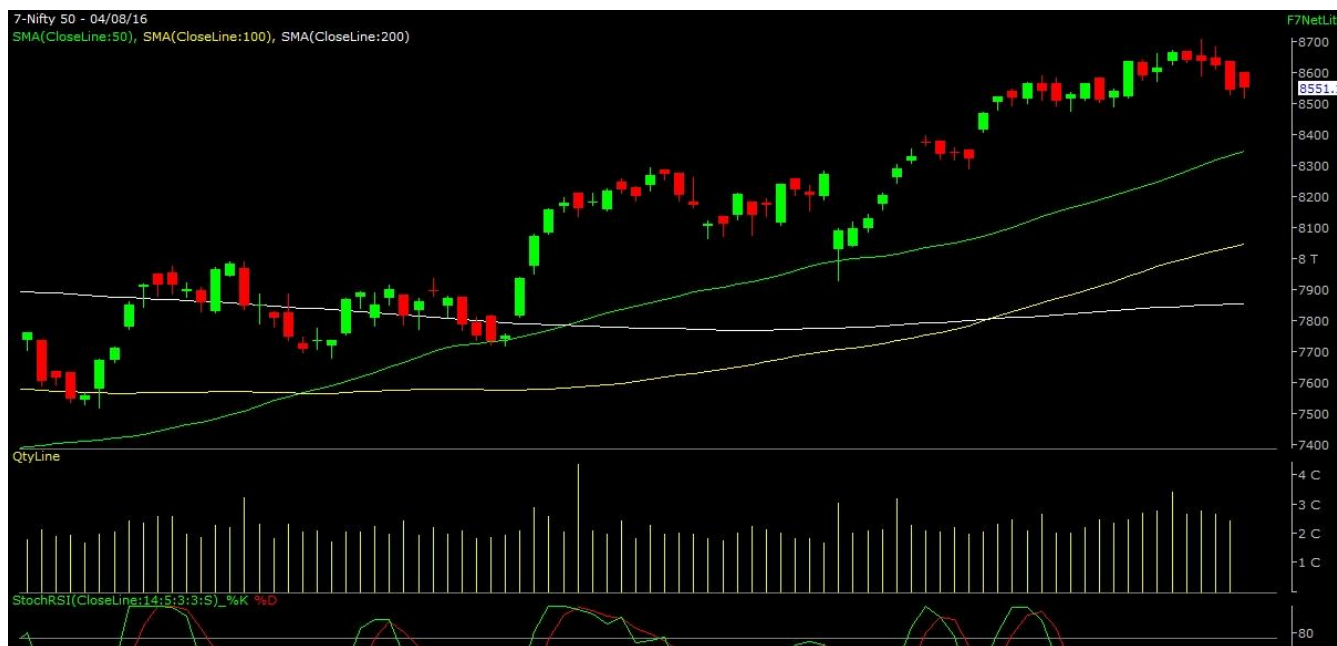 7-Nifty 50 - 04/08/16
F7NetLit
SMA(CloseLine:50), SMA(CloseLine:100), SMA(CloseLine:200)
8700
8600
8551.
8500
8400
8300
8200
8100
8 T
7900
7800
7700
7600
7500
7400
QtyLine
4 C
3 C
2 C
1 C
StochRSI(CloseLine:14:5:3:3:S)_%K %D
80